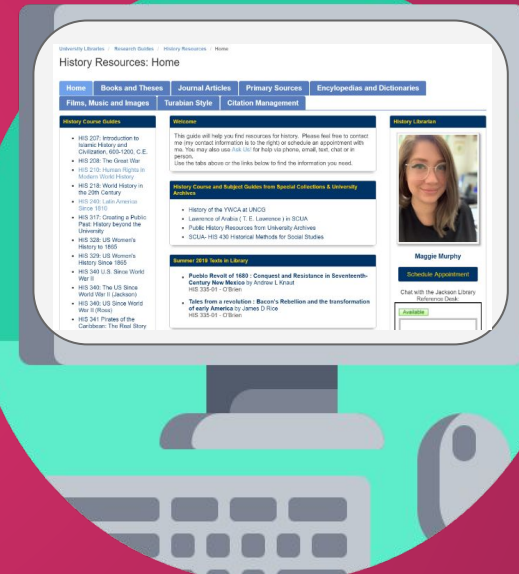 University Libraries / Research Guides / History Resources / Home
History Resources: Home
Home
Books and Theses
Journal Articles
Primary Sources
Encyclopedias and Dictionaries
Films, Music and Images
Turabian Style
Citation Management
History Course Guides
HIS 207: Introduction to
Islamic History and
Civilization, 600-1200, C.E.
HIS 208: The Great War
HIS 210: Human Rights in
Modern World History
HIS 218: World History in
the 20th Century
HIS 240: Latin America
Since 1810
HIS 317: Creating a Public
Past: History beyond the
University
HIS 328: US Women's
History to 1865
HIS 329: US Women's
History Since 1865
HIS 340 U.S. Since World
War II
HIS 340: The US Since
World War II (Jackson)
HIS 340: US Since World
War II (Ross)
HIS 341 Pirates of the
Caribbean: The Real Story
Welcome
This guide will help you find resources for history. Please feel free to contact
me (my contact information is to the right) or schedule an appointment with
me. You may also use Ask Us! for help via phone, email, text, chat or in
person.
Use the tabs above or the links below to find the information you need.
History Course and Subject Guides from Special Collections & University
Archives
History of the YWCA at UNCG
Lawrence of Arabia ( T. E. Lawrence ) in SCUA
Public History Resources from University Archives
SCUA- HIS 430 Historical Methods for Social Studies
Summer 2018 Texts in Library
Pueblo Revolt of 1680 : Conquest and Resistance in Seventeenth-
Century New Mexico by Andrew L Knaut
HIS 335-01 - O'Brien
Tales from a revolution : Bacon's Rebellion and the transformation
of early America by James D Rice
HIS 335-01 - O'Brien
History Librarian
Maggie Murphy
Schedule Appointment
Chat with the Jackson Library
Reference Desk:
Available